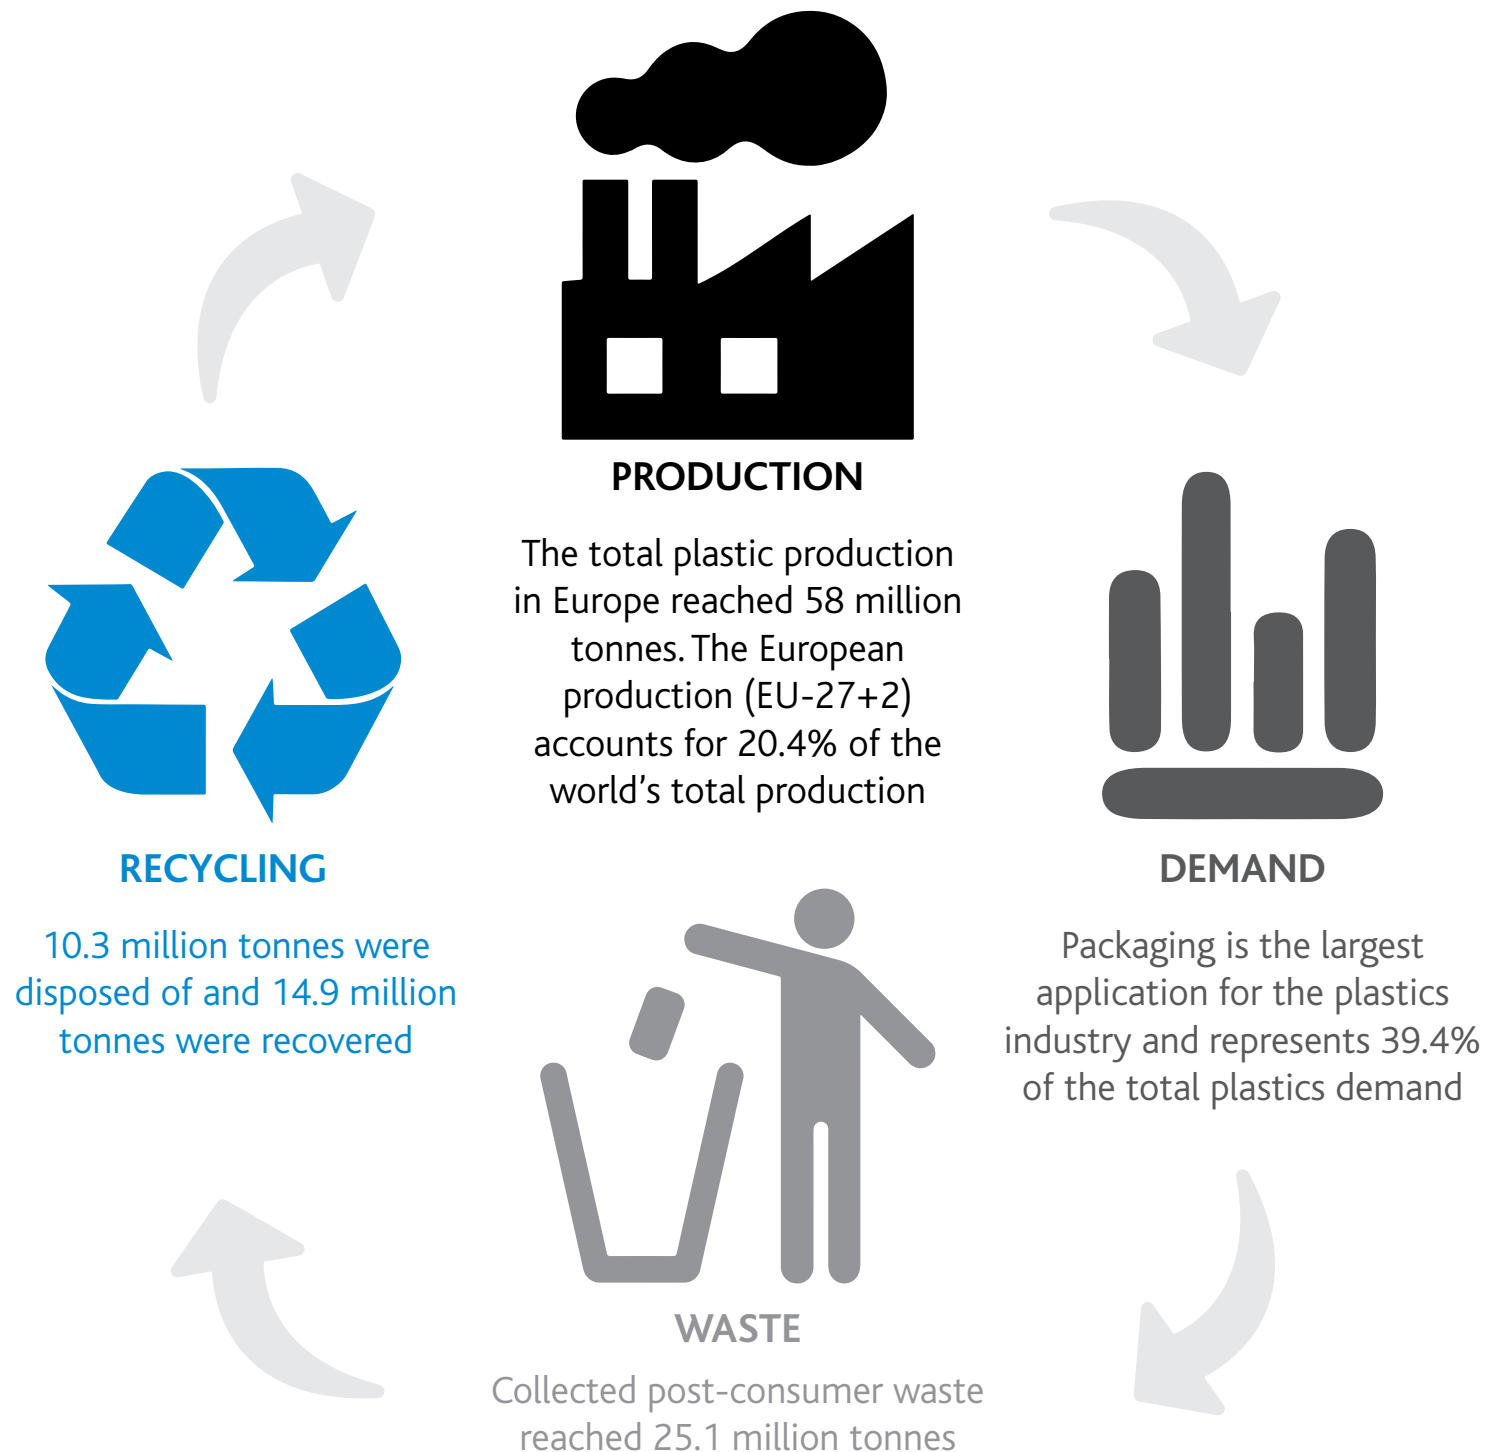 PRODUCTION
The total plastic production
in Europe reached 58 million
tonnes. The European
production (EU-27+2)
accounts for 20.4% of the
world's total production
DEMAND
Packaging is the largest
application for the plastics
industry and represents 39.4%
of the total plastics demand
WASTE
Collected post-consumer waste
reached 25.1 million tonnes
RECYCLING
10.3 million tonnes were
disposed of and 14.9 million
tonnes were recovered